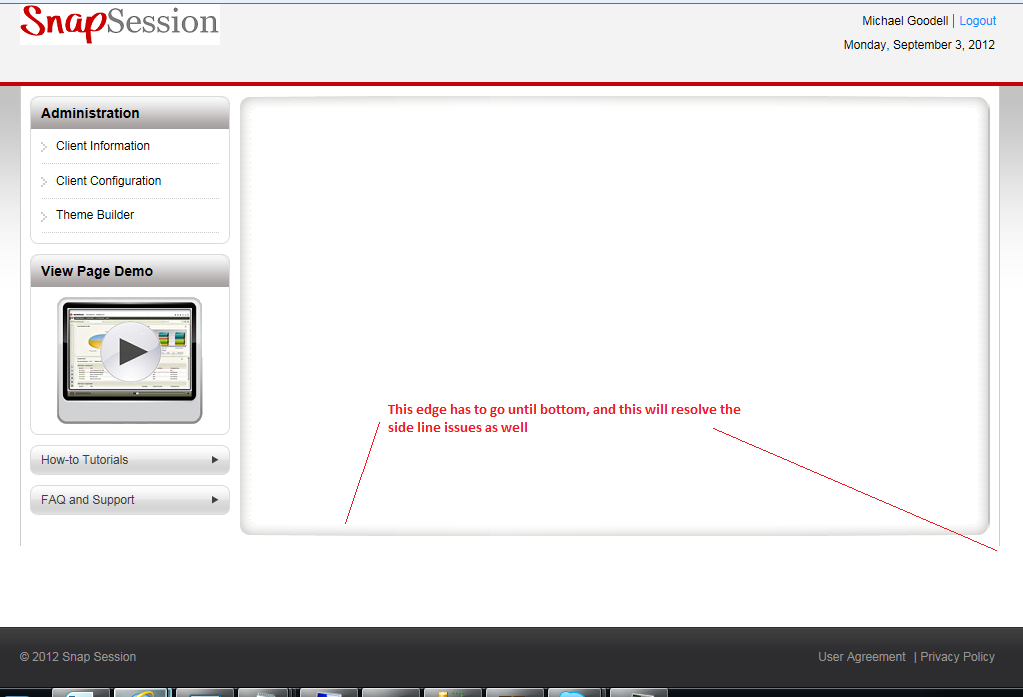 SnapSession
Michael Goodell | Logout
Monday, September 3, 2012
Administration
Client Information
Client Configuration
Theme Builder
View Page Demo
This edge has to go until bottom, and this will resolve the
side line issues as well
How-to Tutorials
FAQ and Support
© 2012 Snap Session
User Agreement | Privacy Policy